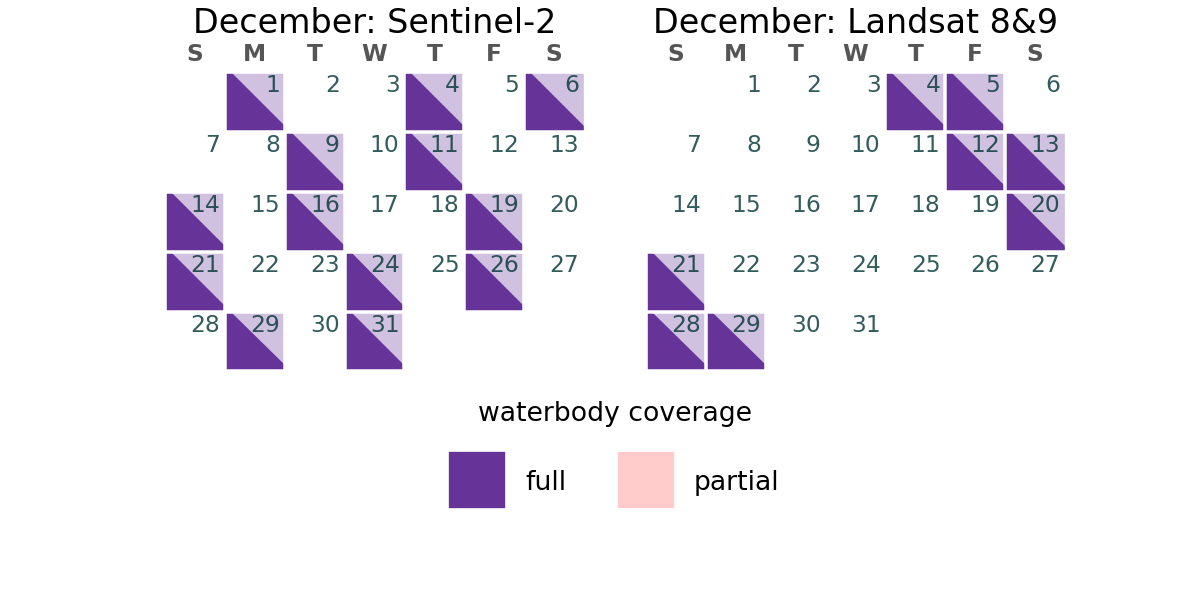 December: Sentinel-2
S M T W T F S
1 2 3 4 5 6
7 8 9 10 11 12 13
14 15 16 17 18 19 20
21 22 23 24 25 26 27
28 29 30 31
December: Landsat 8&9
S M T W T F S
1 2 3 4 5 6
7 8 9 10 11 12 13
14 15 16 17 18 19 20
21 22 23 24 25 26 27
28 29 30 31
waterbody coverage
full partial